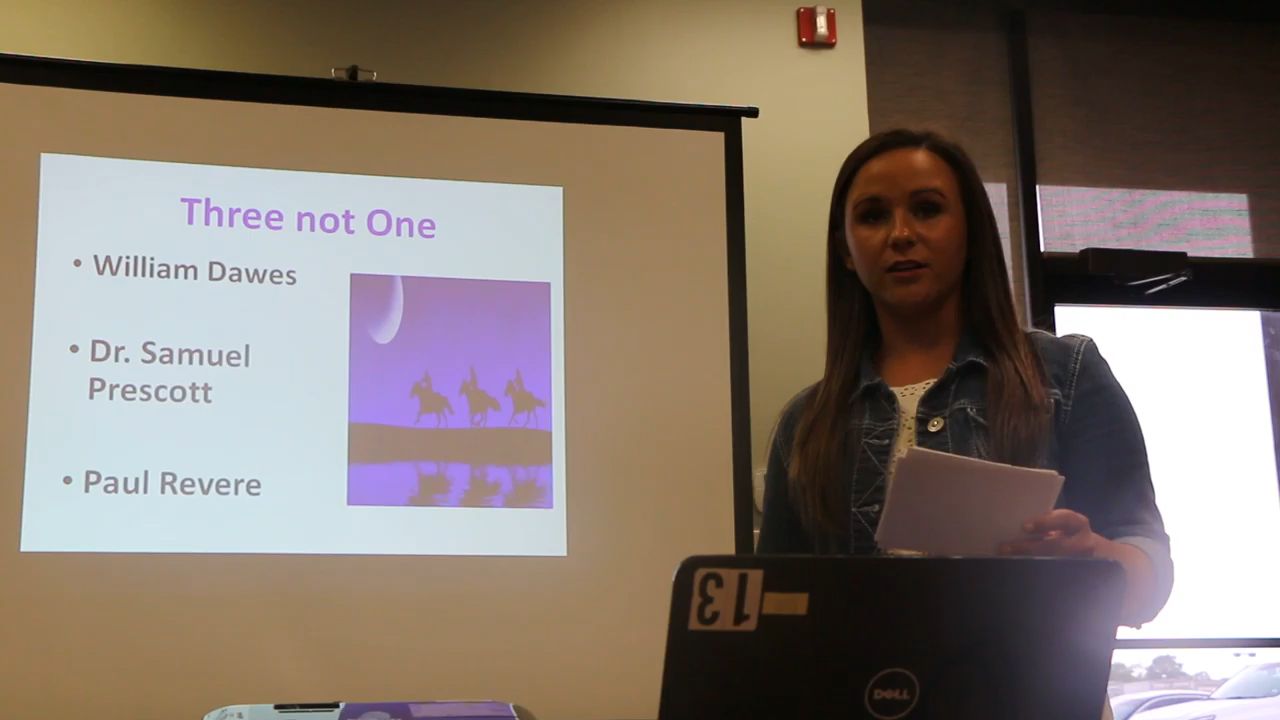 Three not One
• William Dawes
• Dr. Samuel
Prescott
• Paul Revere
13
DELL